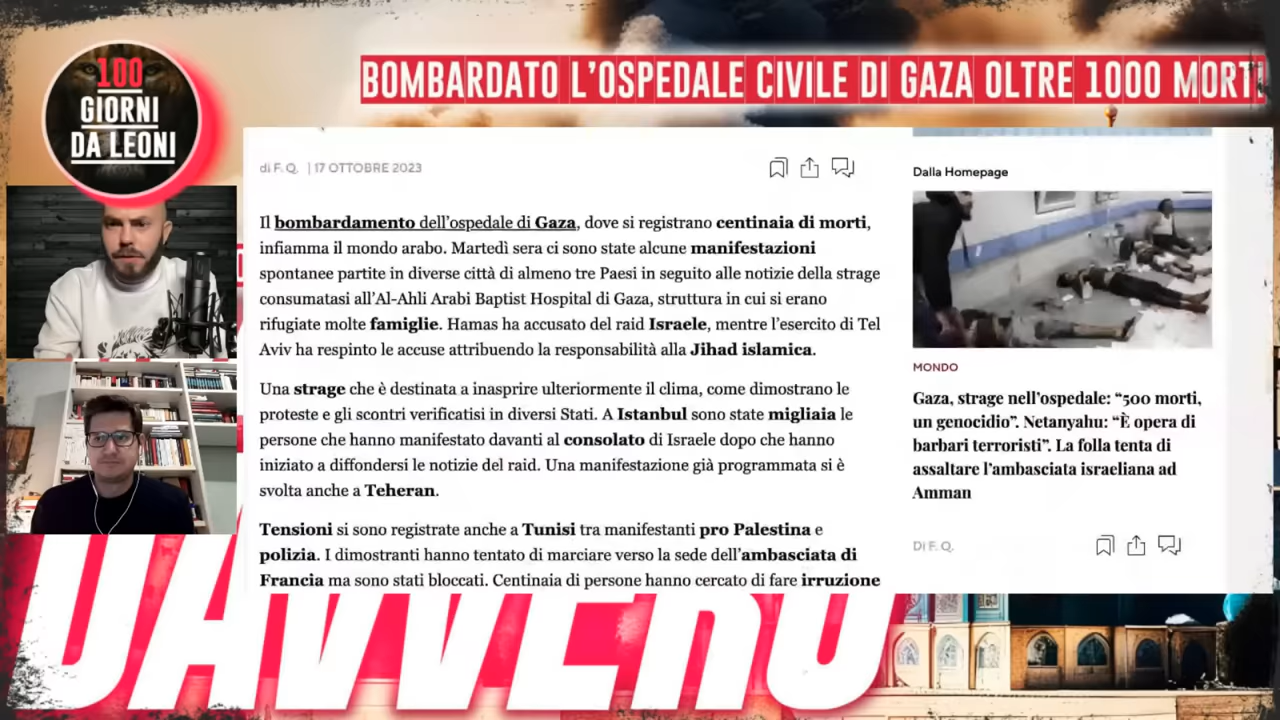 100
GIORNI
DA LEONI
BOMBARDATO L'OSPEDALE CIVILE DI GAZA OLTRE 1000 MORTI
di F. Q. | 17 OTTOBRE 2023
Il bombardamento dell'ospedale di Gaza, dove si registrano centinaia di morti,
infiamma il mondo arabo. Martedì sera ci sono state alcune manifestazioni
spontanee partite in diverse città di almeno tre Paesi in seguito alle notizie della strage
consumatasi all'Al-Ahli Arabi Baptist Hospital di Gaza, struttura in cui si erano
rifugiate molte famiglie. Hamas ha accusato del raid Israele, mentre l'esercito di Tel
Aviv ha respinto le accuse attribuendo la responsabilità alla Jihad islamica.
Una strage che è destinata a inasprire ulteriormente il clima, come dimostrano le
proteste e gli scontri verificatisi in diversi Stati. A Istanbul sono state migliaia le
persone che hanno manifestato davanti al consolato di Israele dopo che hanno
iniziato a diffondersi le notizie del raid. Una manifestazione già programmata si è
svolta anche a Teheran.
Tensioni si sono registrate anche a Tunisi tra manifestanti pro Palestina e
polizia. I dimostranti hanno tentato di marciare verso la sede dell'ambasciata di
Francia ma sono stati bloccati. Centinaia di persone hanno cercato di fare irruzione
Dalla Homepage
MONDO
Gaza, strage nell'ospedale: “500 morti,
un genocidio”. Netanyahu: “È opera di
barbari terroristi”. La folla tenta di
assaltare l'ambasciata israeliana ad
Amman
DI F. Q.
DAVVERO